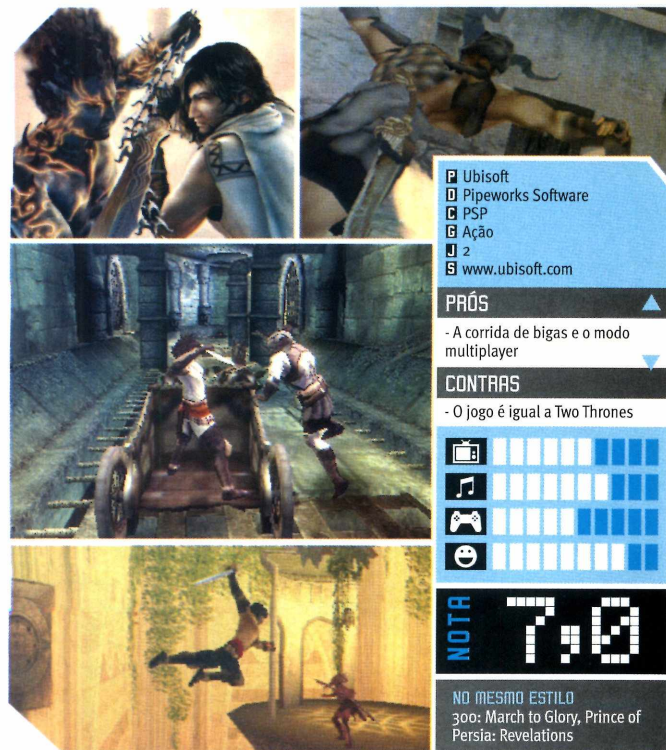 P Ubisoft
D Pipeworks Software
C PSP
G Ação
J 2
S www.ubisoft.com
PRÓS
- A corrida de bigas e o modo
multiplayer
CONTRAS
- O jogo é igual a Two Thrones
NOTA
7,0
NO MESMO ESTILO
300: March to Glory, Prince of
Persia: Revelations